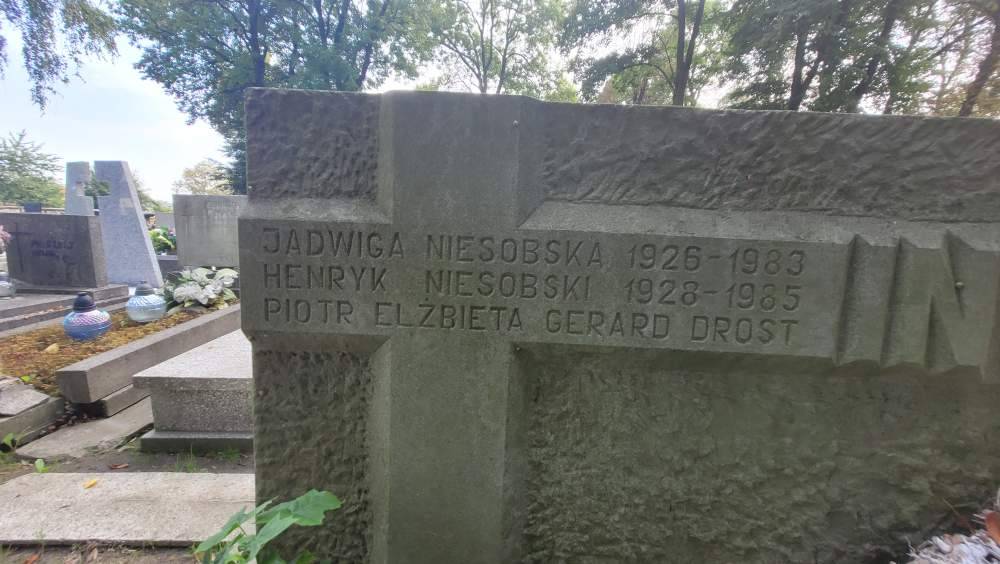 JADWIGA NIESOBSKA 1926-1983
HENRYK NIESOBSKI 1928-1985
PIOTR ELŻBIETA GERARD DROST